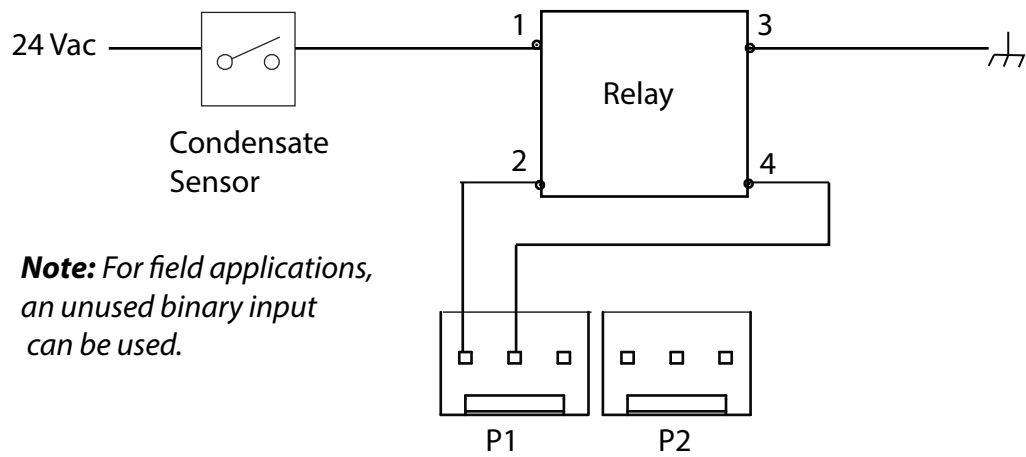 1
3
24 Vac
Relay
Condensate
Sensor
2
4
Note: For field applications,
an unused binary input
can be used.
P1
P2